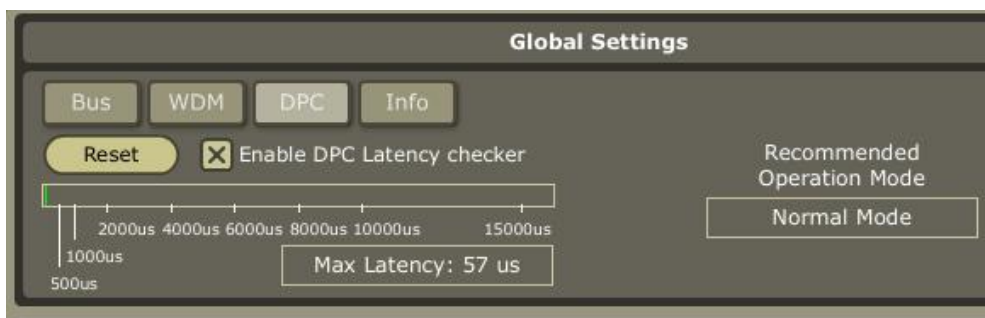 Global Settings
Bus WDM DPC Info
Reset Enable DPC Latency checker
Recommended
Operation Mode
Normal Mode
2000us 4000us 6000us 8000us 10000us 15000us
1000us
500us
Max Latency: 57 us